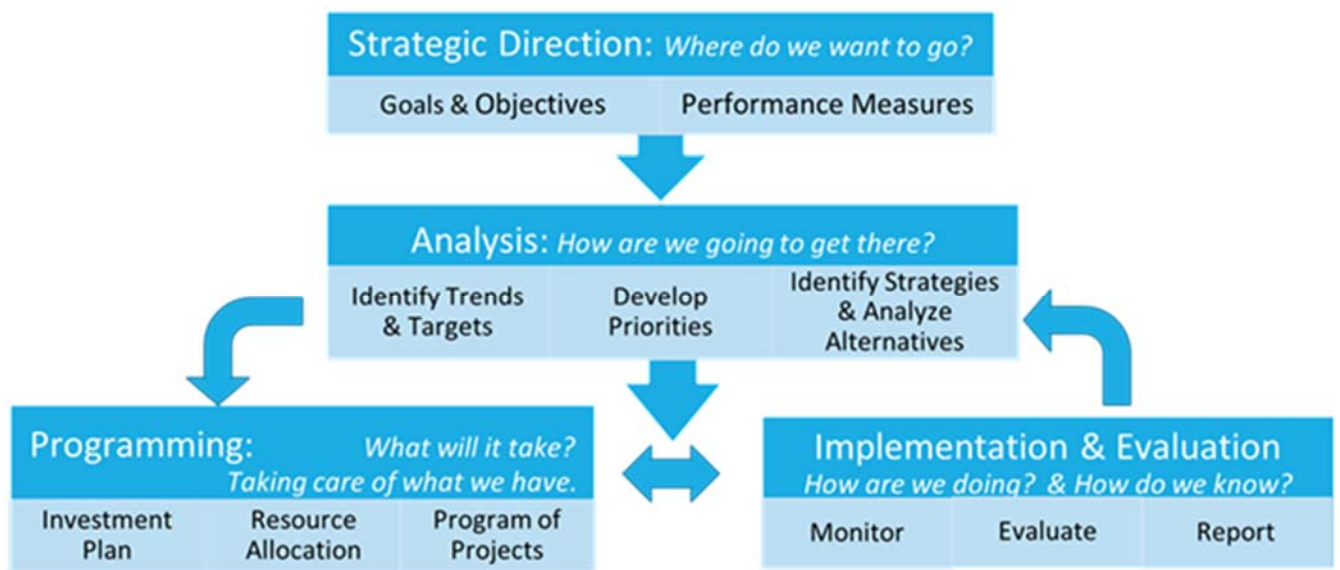 Strategic Direction: Where do we want to go?
Goals & Objectives
Performance Measures
Analysis: How are we going to get there?
Identify Trends
& Targets
Develop
Priorities
Identify Strategies
& Analyze
Alternatives
Programming: What will it take?
Taking care of what we have.
Investment
Plan
Resource
Allocation
Program of
Projects
Implementation & Evaluation
How are we doing? & How do we know?
Monitor
Evaluate
Report